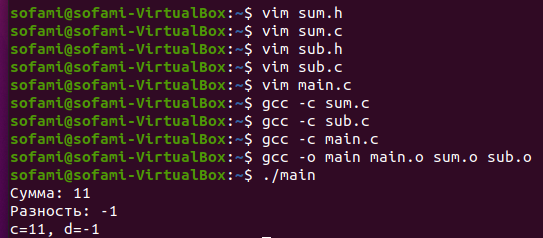 sofami@sofami-VirtualBox:~$ vim sum.h
sofami@sofami-VirtualBox:~$ vim sum.c
sofami@sofami-VirtualBox:~$ vim sub.h
sofami@sofami-VirtualBox:~$ vim sub.c
sofami@sofami-VirtualBox:~$ vim main.c
sofami@sofami-VirtualBox:~$ gcc -c sum.c
sofami@sofami-VirtualBox:~$ gcc -c sub.c
sofami@sofami-VirtualBox:~$ gcc -c main.c
sofami@sofami-VirtualBox:~$ gcc -o main main.o sum.o sub.o
sofami@sofami-VirtualBox:~$ ./main
Сумма: 11
Разность: -1
c=11, d=-1